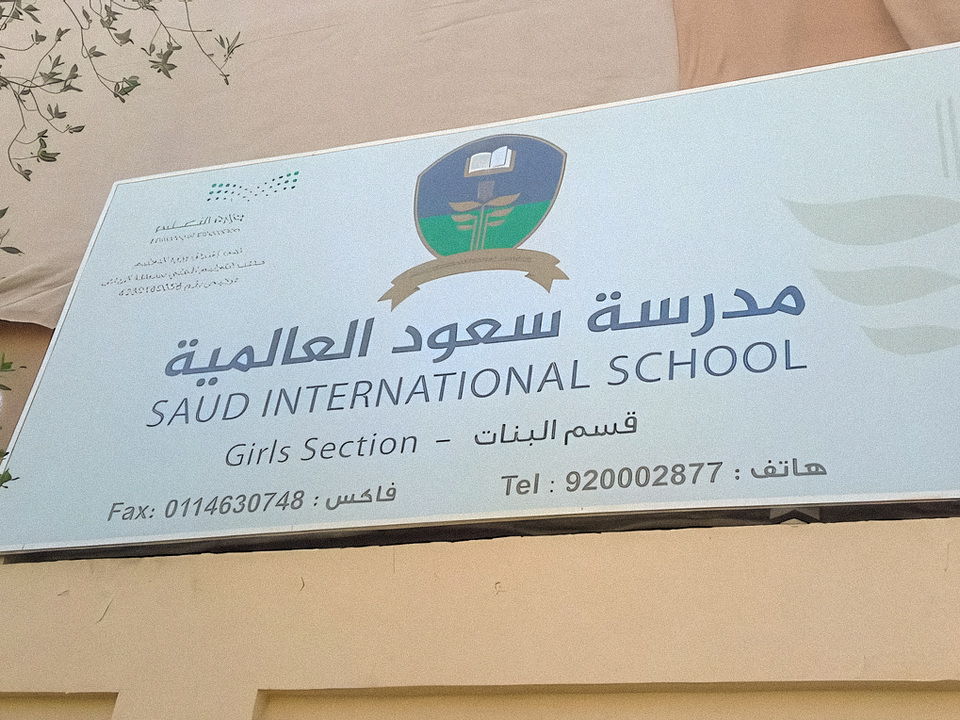 وزارة التعليم
مدرسة سعود العالمية
SAUD INTERNATIONAL SCHOOL
Girls Section – قسم البنات
Fax: 0114630748 : فاكس
Tel : 920002877 : هاتف